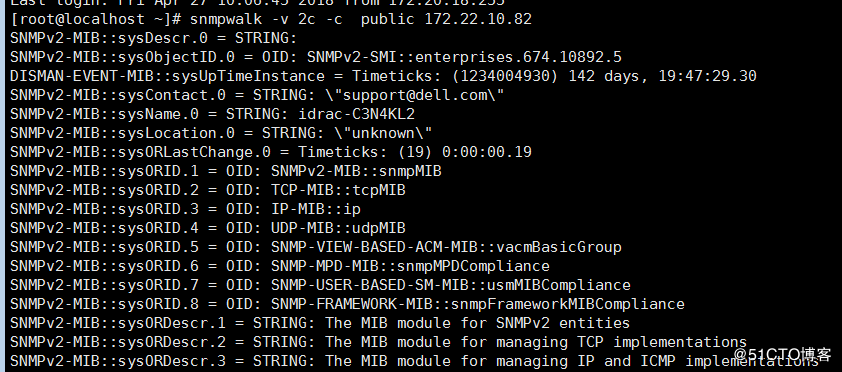 Last login: Fri Apr 27 10:06:45 2018 from 172.20.18.255
[root@localhost ~]# snmpwalk -v 2c -c  public 172.22.10.82
SNMPv2-MIB::sysDescr.0 = STRING:
SNMPv2-MIB::sysObjectID.0 = OID: SNMPv2-SMI::enterprises.674.10892.5
DISMAN-EVENT-MIB::sysUpTimeInstance = Timeticks: (1234004930) 142 days, 19:47:29.30
SNMPv2-MIB::sysContact.0 = STRING: \"support@dell.com\"
SNMPv2-MIB::sysName.0 = STRING: idrac-C3N4KL2
SNMPv2-MIB::sysLocation.0 = STRING: \"unknown\"
SNMPv2-MIB::sysORLastChange.0 = Timeticks: (19) 0:00:00.19
SNMPv2-MIB::sysORID.1 = OID: SNMPv2-MIB::snmpMIB
SNMPv2-MIB::sysORID.2 = OID: TCP-MIB::tcpMIB
SNMPv2-MIB::sysORID.3 = OID: IP-MIB::ip
SNMPv2-MIB::sysORID.4 = OID: UDP-MIB::udpMIB
SNMPv2-MIB::sysORID.5 = OID: SNMP-VIEW-BASED-ACM-MIB::vacmBasicGroup
SNMPv2-MIB::sysORID.6 = OID: SNMP-MPD-MIB::snmpMPDCompliance
SNMPv2-MIB::sysORID.7 = OID: SNMP-USER-BASED-SM-MIB::usmMIBCompliance
SNMPv2-MIB::sysORID.8 = OID: SNMP-FRAMEWORK-MIB::snmpFrameworkMIBCompliance
SNMPv2-MIB::sysORDescr.1 = STRING: The MIB module for SNMPv2 entities
SNMPv2-MIB::sysORDescr.2 = STRING: The MIB module for managing TCP implementations
SNMPv2-MIB::sysORDescr.3 = STRING: The MIB module for managing IP and ICMP implementations
@51CTO博客